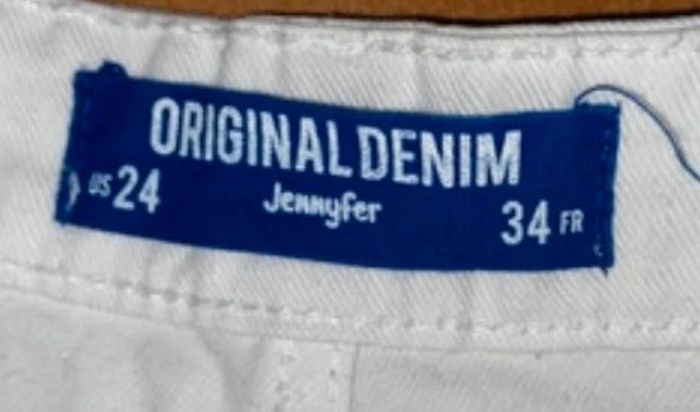 ORIGINAL DENIM
US 24 Jennyfer 34 FR